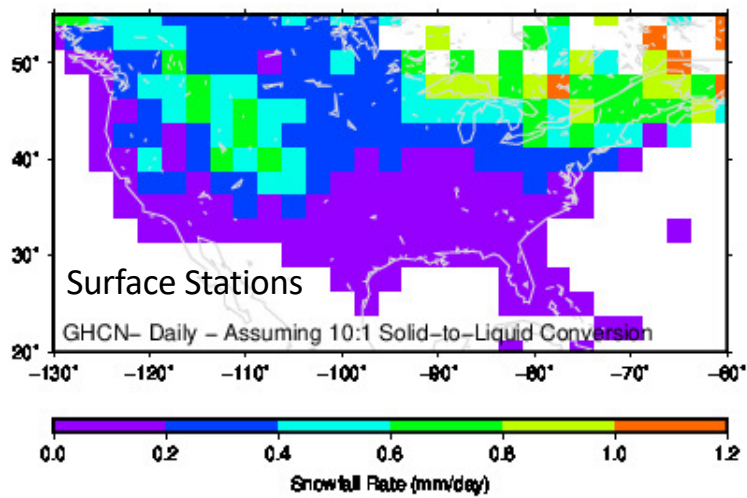 50°
40°
30°
20°
Surface Stations
GHCN– Daily – Assuming 10:1 Solid–to–Liquid Conversion
–130° –120° –110° –100° –90° –80° –70° –60°
0.0 0.2 0.4 0.6 0.8 1.0 1.2
Snowfall Rate (mm/day)